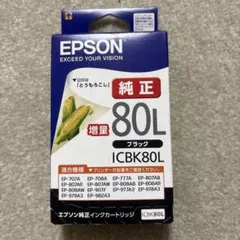 EPSON
EXCEED YOUR VISION
「とうもろこし」
純正
増量
80L
ブラック
ICBK80L
適合機種
EP-707A EP-708A EP-777A EP-807AB
EP-807AR EP-807AW EP-808AB EP-808AR
EP-808AW EP-907F EP-977A3 EP-978A3
EP-979A3 EP-982A3
エプソン純正インクカートリッジ
ICBK80L